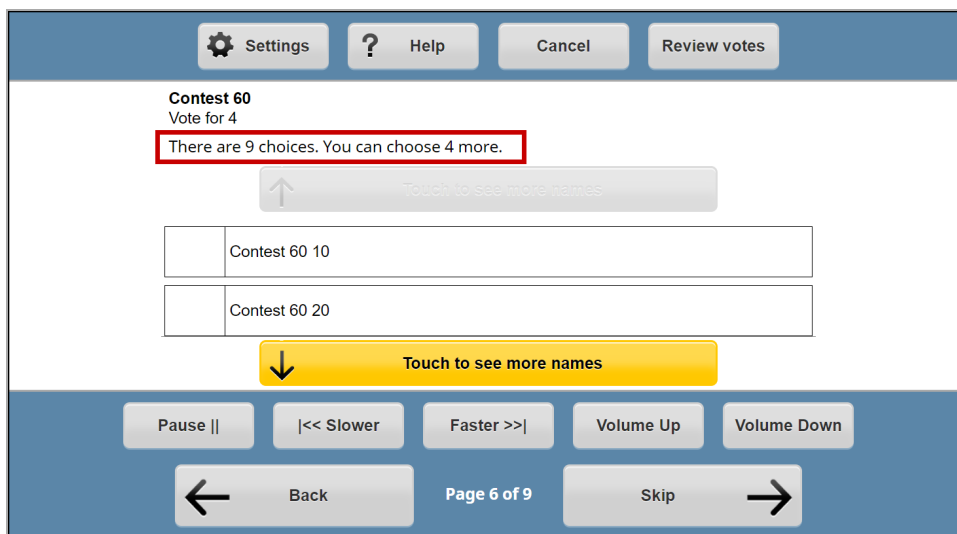 Settings ? Help Cancel Review votes
Contest 60
Vote for 4
There are 9 choices. You can choose 4 more.
Touch to see more names
Contest 60 10
Contest 60 20
Touch to see more names
Pause || |<< Slower Faster >>| Volume Up Volume Down
Back Page 6 of 9 Skip